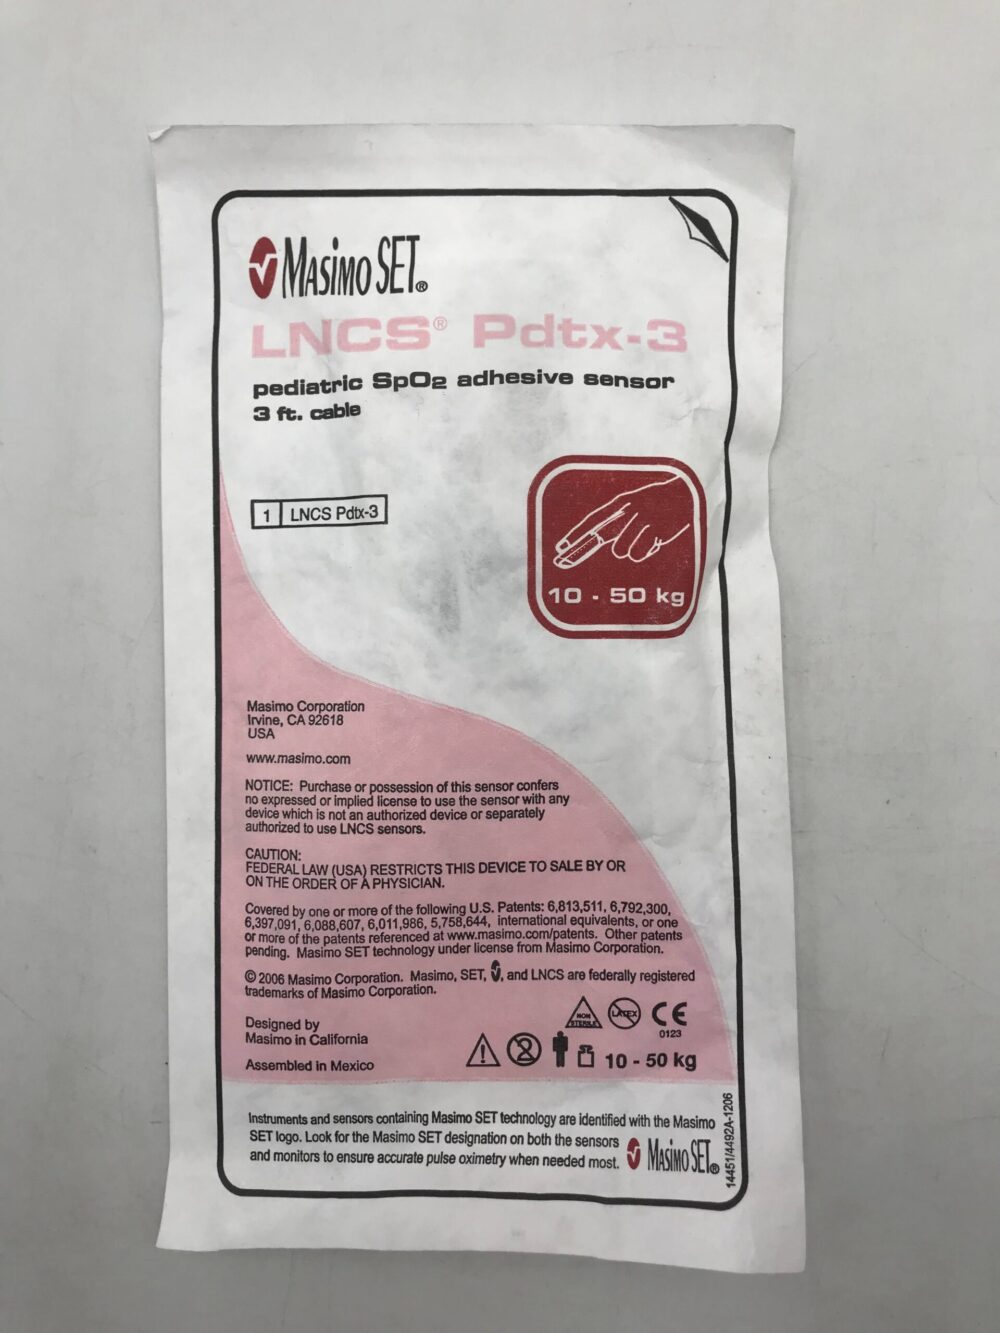 MASIMO SET®
LNCS® Pdtx-3
pediatric SpO2 adhesive sensor
3 ft. cable
1 LNCS Pdtx-3
10 - 50 kg
Masimo Corporation
Irvine, CA 92618
USA
www.masimo.com
NOTICE: Purchase or possession of this sensor confers
no expressed or implied license to use the sensor with any
device which is not an authorized device or separately
authorized to use LNCS sensors.
CAUTION:
FEDERAL LAW (USA) RESTRICTS THIS DEVICE TO SALE BY OR
ON THE ORDER OF A PHYSICIAN.
Covered by one or more of the following U.S. Patents: 6,813,511, 6,792,300,
6,397,091, 6,088,607, 6,011,986, 5,758,644, international equivalents, or one
or more of the patents referenced at www.masimo.com/patents. Other patents
pending. Masimo SET technology under license from Masimo Corporation.
© 2006 Masimo Corporation. Masimo, SET, , and LNCS are federally registered
trademarks of Masimo Corporation.
NON
STERILE
LATEX
CE
0123
Designed by
Masimo in California
Assembled in Mexico
2
10 - 50 kg
Instruments and sensors containing Masimo SET technology are identified with the Masimo
SET logo. Look for the Masimo SET designation on both the sensors
and monitors to ensure accurate pulse oximetry when needed most.
MASIMO SET®
14451/4492A-1206